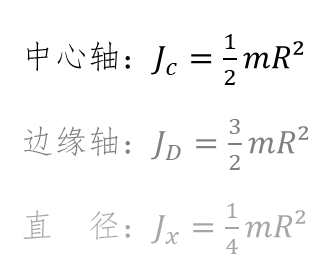 中心轴：J_c = 1/2 mR²
边缘轴：J_D = 3/2 mR²
直　径：J_x = 1/4 mR²